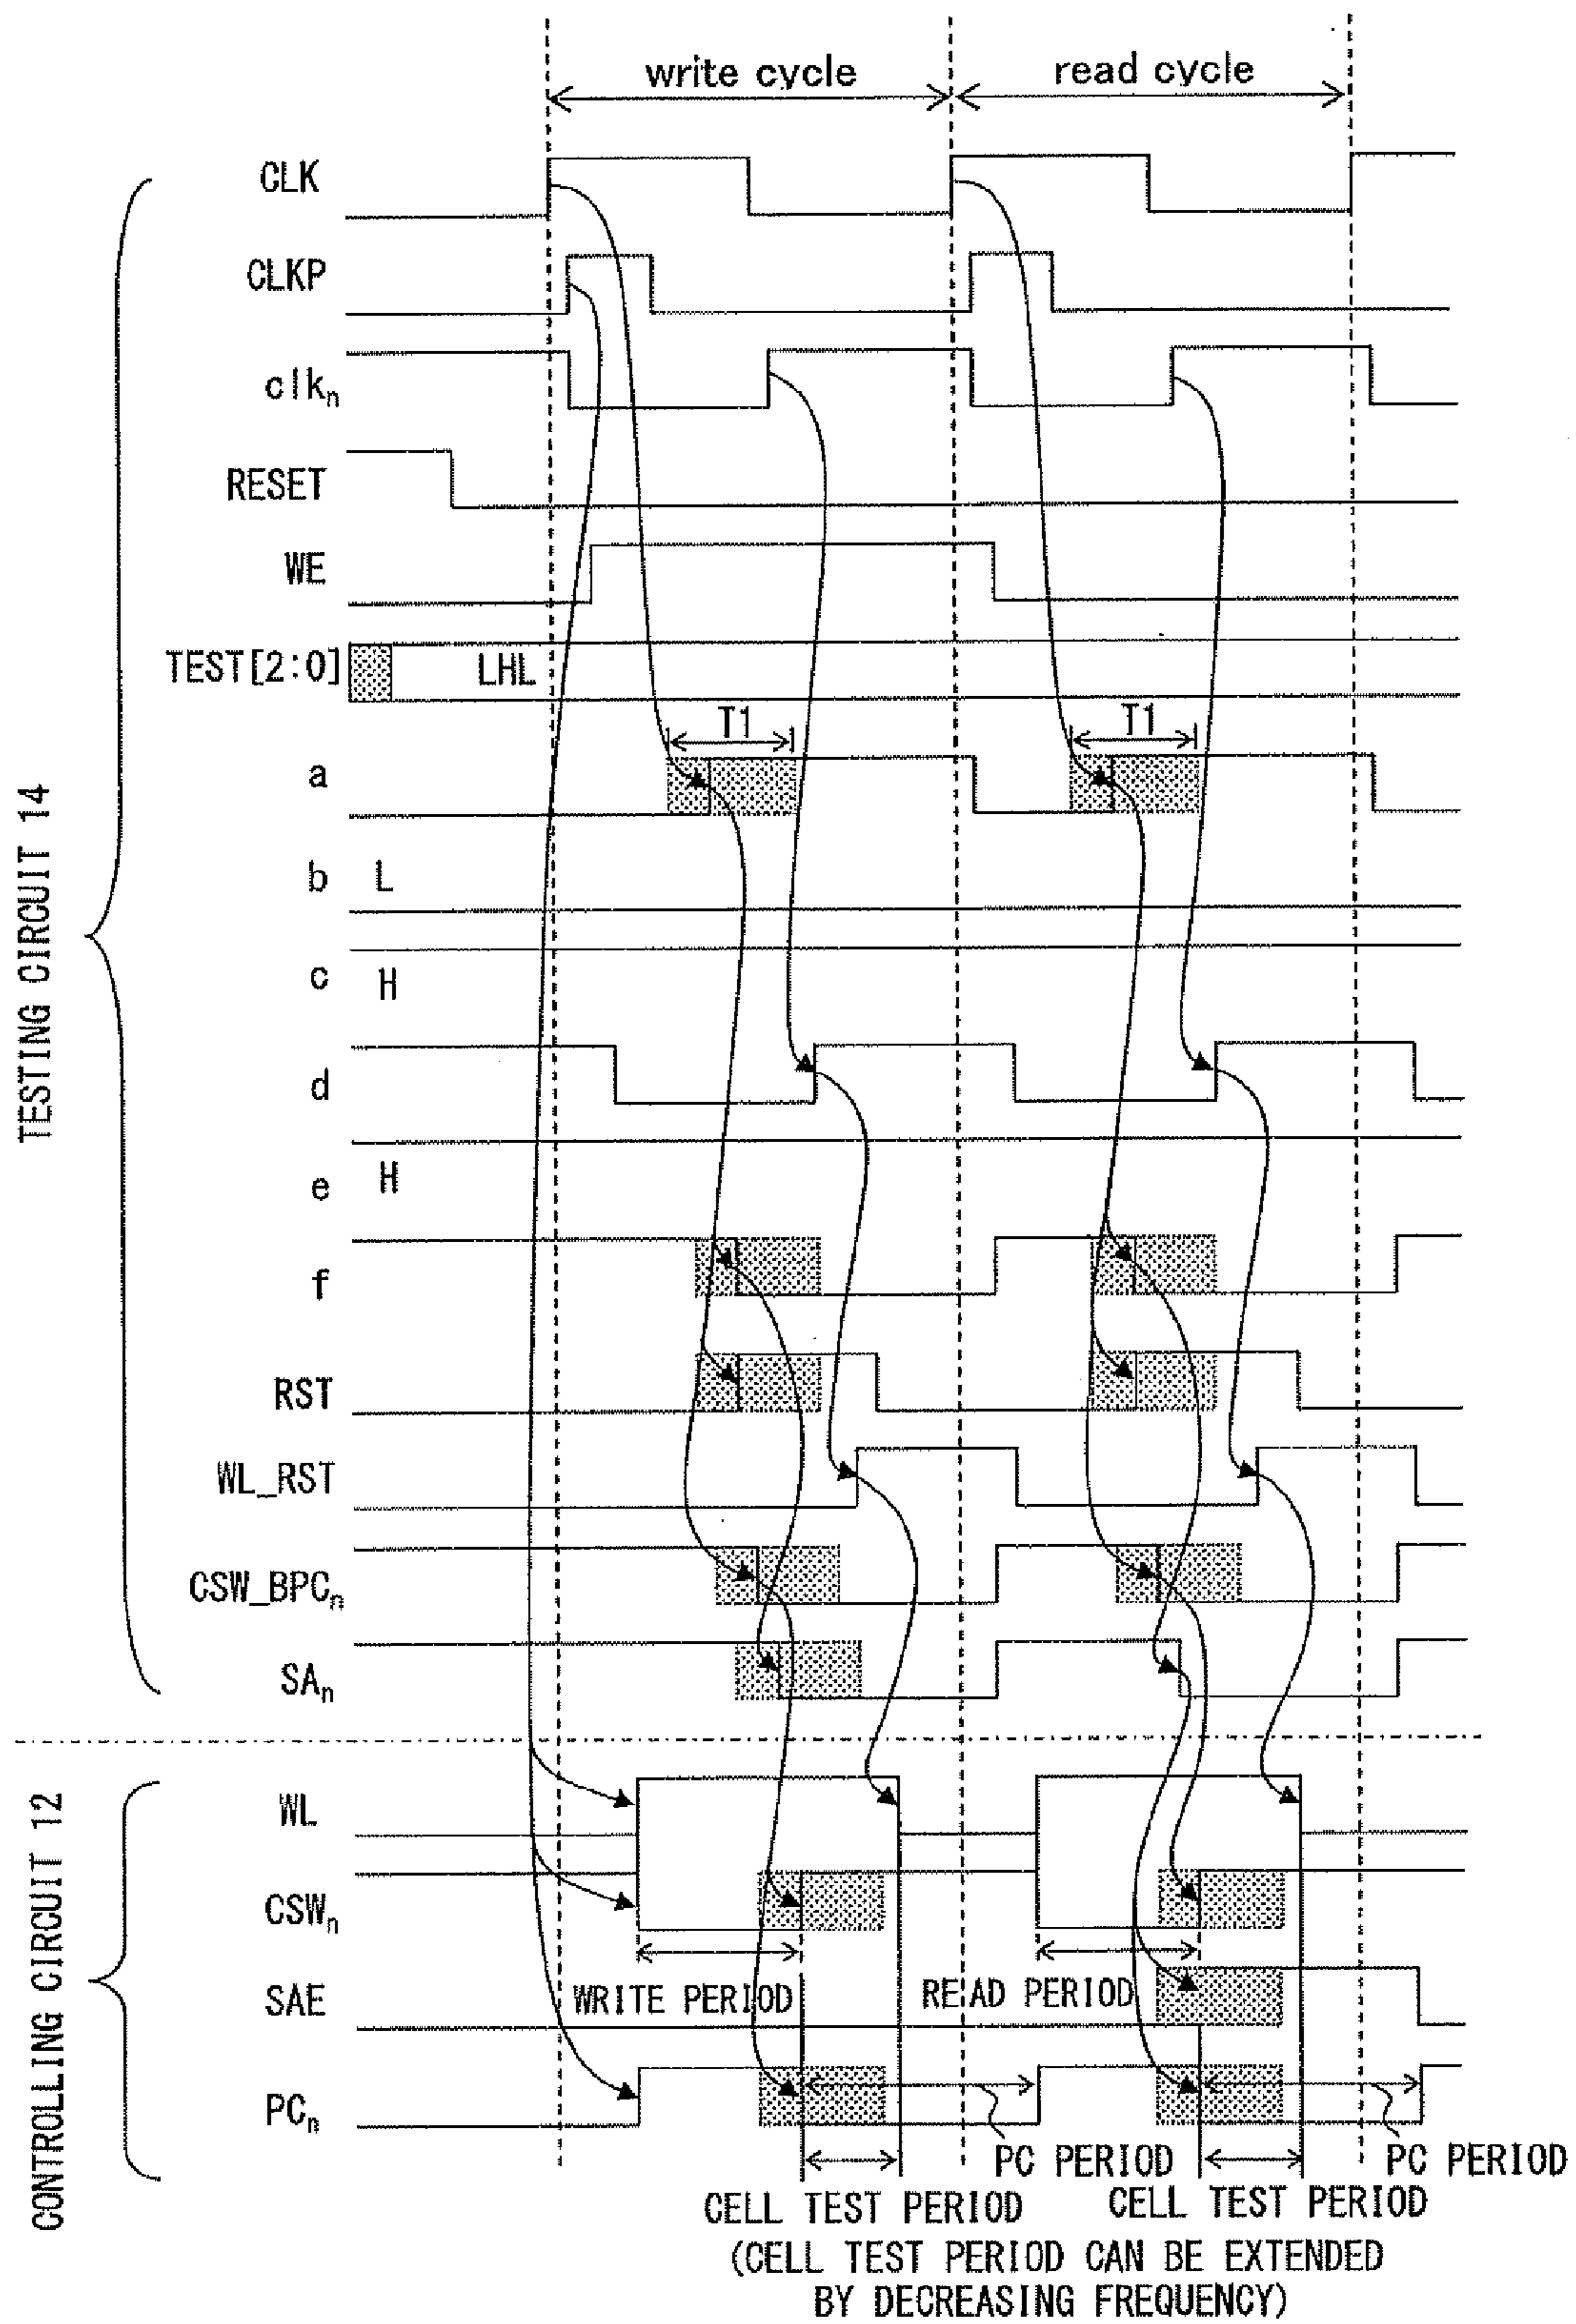 write cycle
read cycle
CLK
CLKP
clkn
RESET
WE
TEST[2:0]
LHL
T1
T1
a
b
L
c
H
d
e
H
f
RST
WL_RST
CSW_BPCn
SAn
TESTING CIRCUIT 14
WL
CSWn
WRITE PERIOD
READ PERIOD
SAE
PCn
CONTROLLING CIRCUIT 12
PC PERIOD
PC PERIOD
CELL TEST PERIOD
CELL TEST PERIOD
(CELL TEST PERIOD CAN BE EXTENDED
BY DECREASING FREQUENCY)